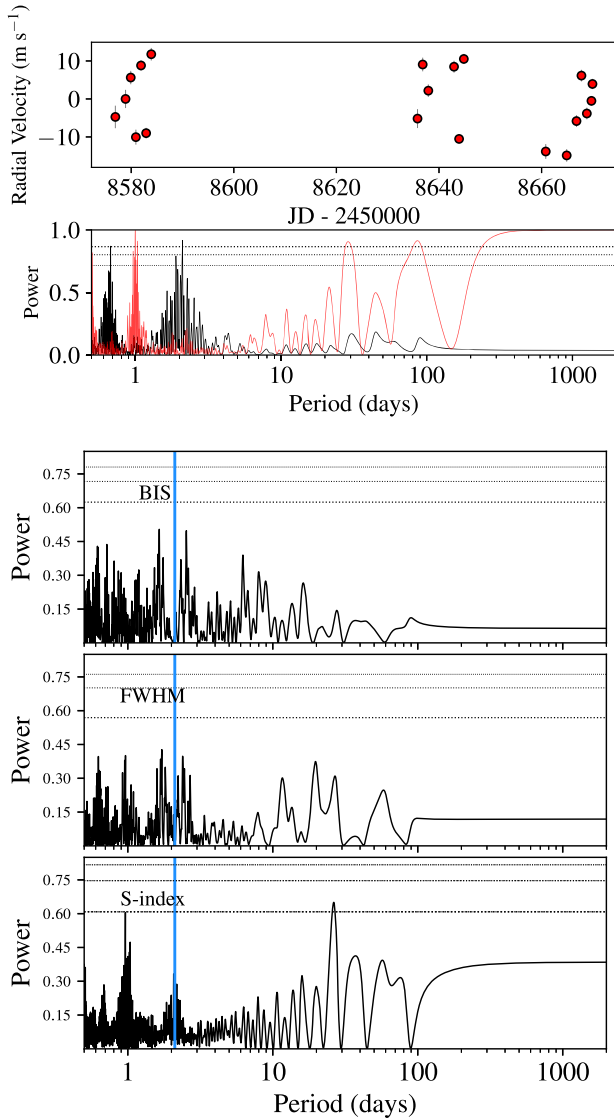 Radial Velocity (m s⁻¹)
10
0
−10
8580 8600 8620 8640 8660
JD - 2450000
Power
1.0
0.5
0.0
1 10 100 1000
Period (days)
Power
0.75
0.60
0.45
0.30
0.15
BIS
Power
0.75
0.60
0.45
0.30
0.15
FWHM
Power
0.75
0.60
0.45
0.30
0.15
S-index
1 10 100 1000
Period (days)